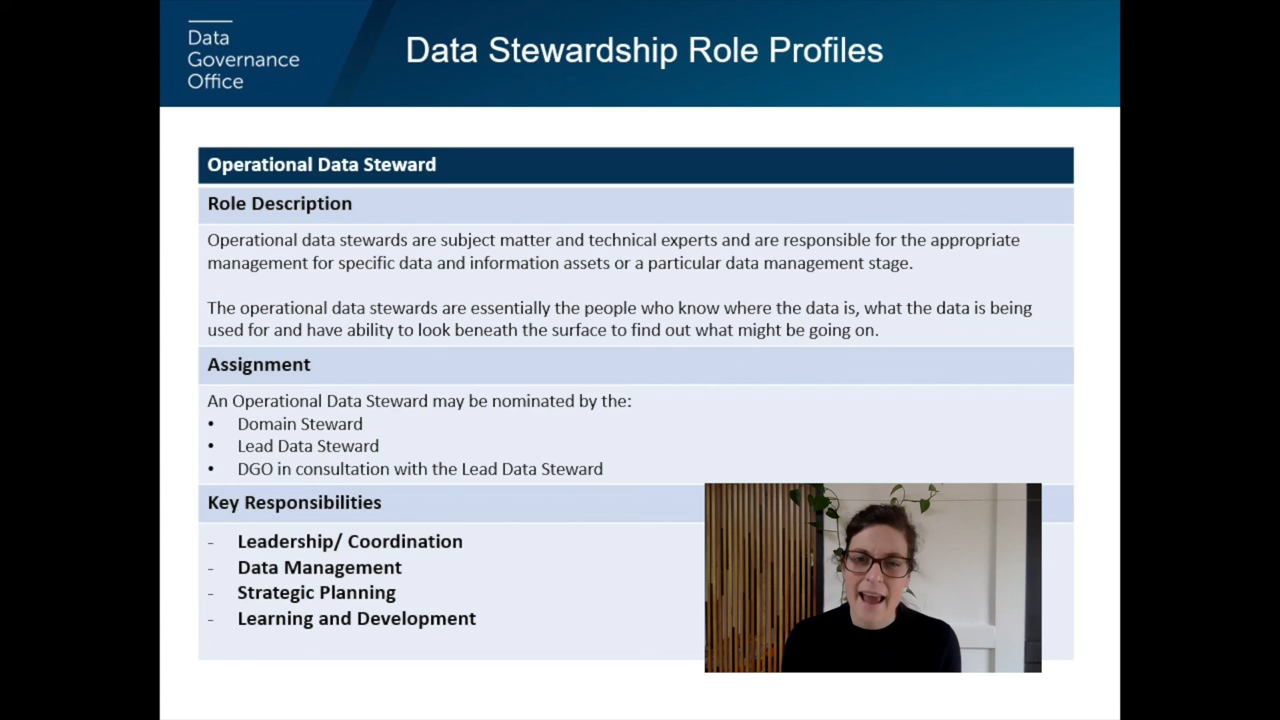 Data
Governance
Office
Data Stewardship Role Profiles
Operational Data Steward
Role Description
Operational data stewards are subject matter and technical experts and are responsible for the appropriate
management for specific data and information assets or a particular data management stage.
The operational data stewards are essentially the people who know where the data is, what the data is being
used for and have ability to look beneath the surface to find out what might be going on.
Assignment
An Operational Data Steward may be nominated by the:
• Domain Steward
• Lead Data Steward
• DGO in consultation with the Lead Data Steward
Key Responsibilities
- Leadership/ Coordination
- Data Management
- Strategic Planning
- Learning and Development